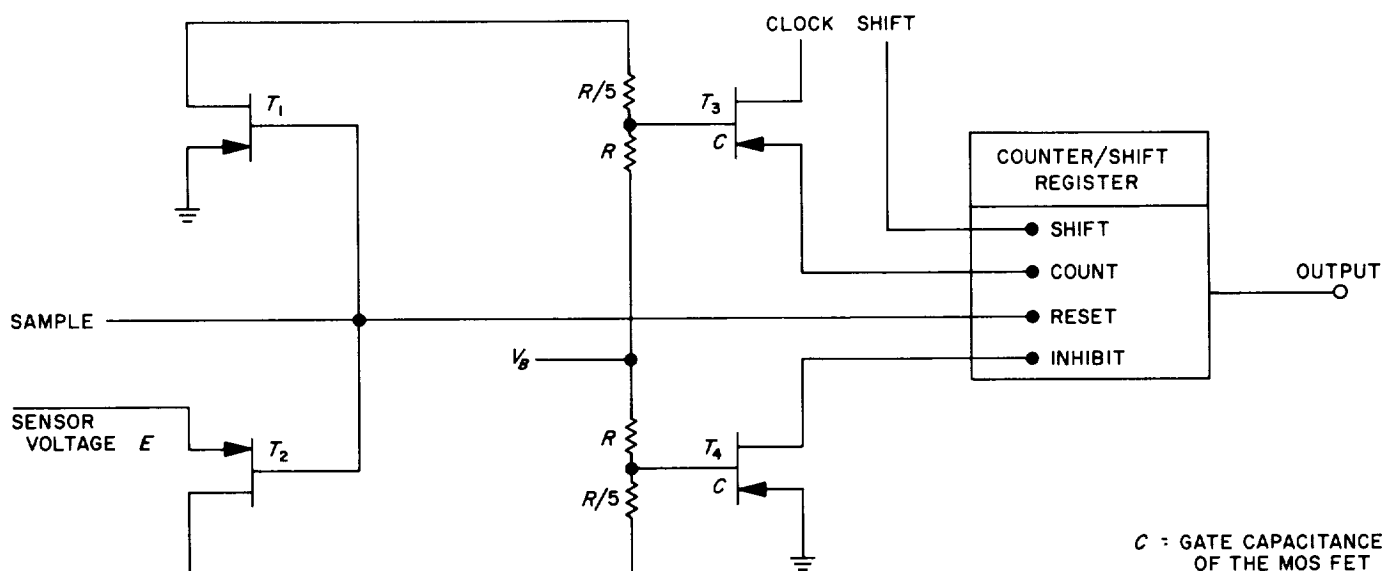 CLOCK SHIFT
R/5
T₁
T₃
R
C
COUNTER/SHIFT
REGISTER
SHIFT
COUNT
OUTPUT
SAMPLE
RESET
V_B
INHIBIT
SENSOR
VOLTAGE E
T₂
R
T₄
R/5
C
C = GATE CAPACITANCE
OF THE MOS FET